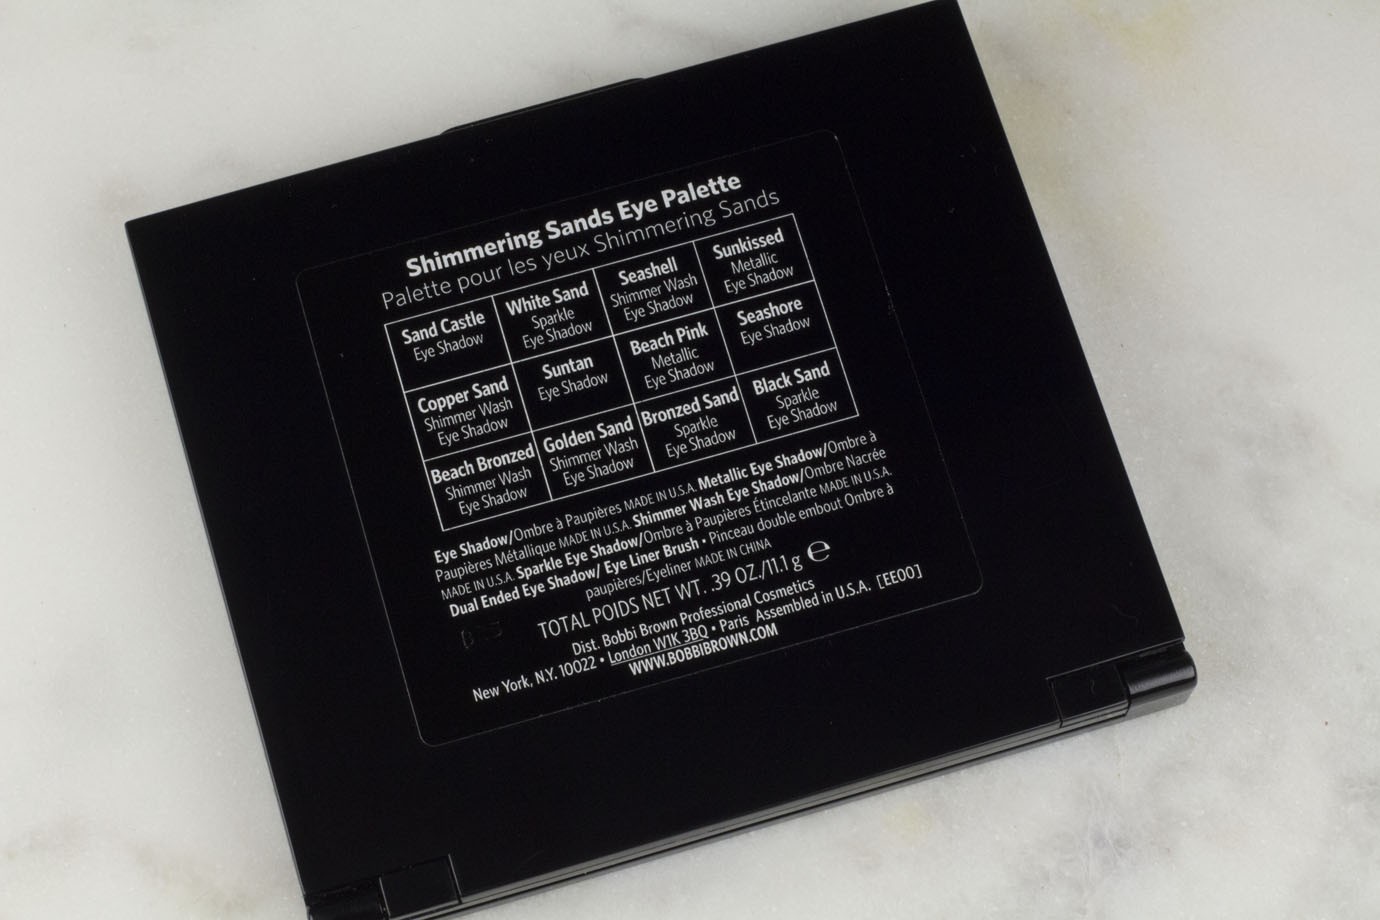 Shimmering Sands Eye Palette
Palette pour les yeux Shimmering Sands
Sand Castle
Eye Shadow
White Sand
Sparkle
Eye Shadow
Seashell
Shimmer Wash
Eye Shadow
Sunkissed
Metallic
Eye Shadow
Copper Sand
Shimmer Wash
Eye Shadow
Suntan
Eye Shadow
Beach Pink
Metallic
Eye Shadow
Seashore
Eye Shadow
Beach Bronzed
Shimmer Wash
Eye Shadow
Golden Sand
Shimmer Wash
Eye Shadow
Bronzed Sand
Sparkle
Eye Shadow
Black Sand
Sparkle
Eye Shadow
Eye Shadow/Ombre à Paupières MADE IN U.S.A. Metallic Eye Shadow/Ombre à
Paupières Métallique MADE IN U.S.A. Shimmer Wash Eye Shadow/Ombre Nacrée
MADE IN U.S.A. Sparkle Eye Shadow/Ombre à Paupières Étincelante MADE IN U.S.A.
Dual Ended Eye Shadow/ Eye Liner Brush • Pinceau double embout Ombre à
paupières/Eyeliner MADE IN CHINA
TOTAL POIDS NET WT. .39 OZ./11.1 g ℮
Dist. Bobbi Brown Professional Cosmetics
New York, N.Y. 10022 • London W1K 3BQ • Paris Assembled in U.S.A. [EE00]
WWW.BOBBIBROWN.COM